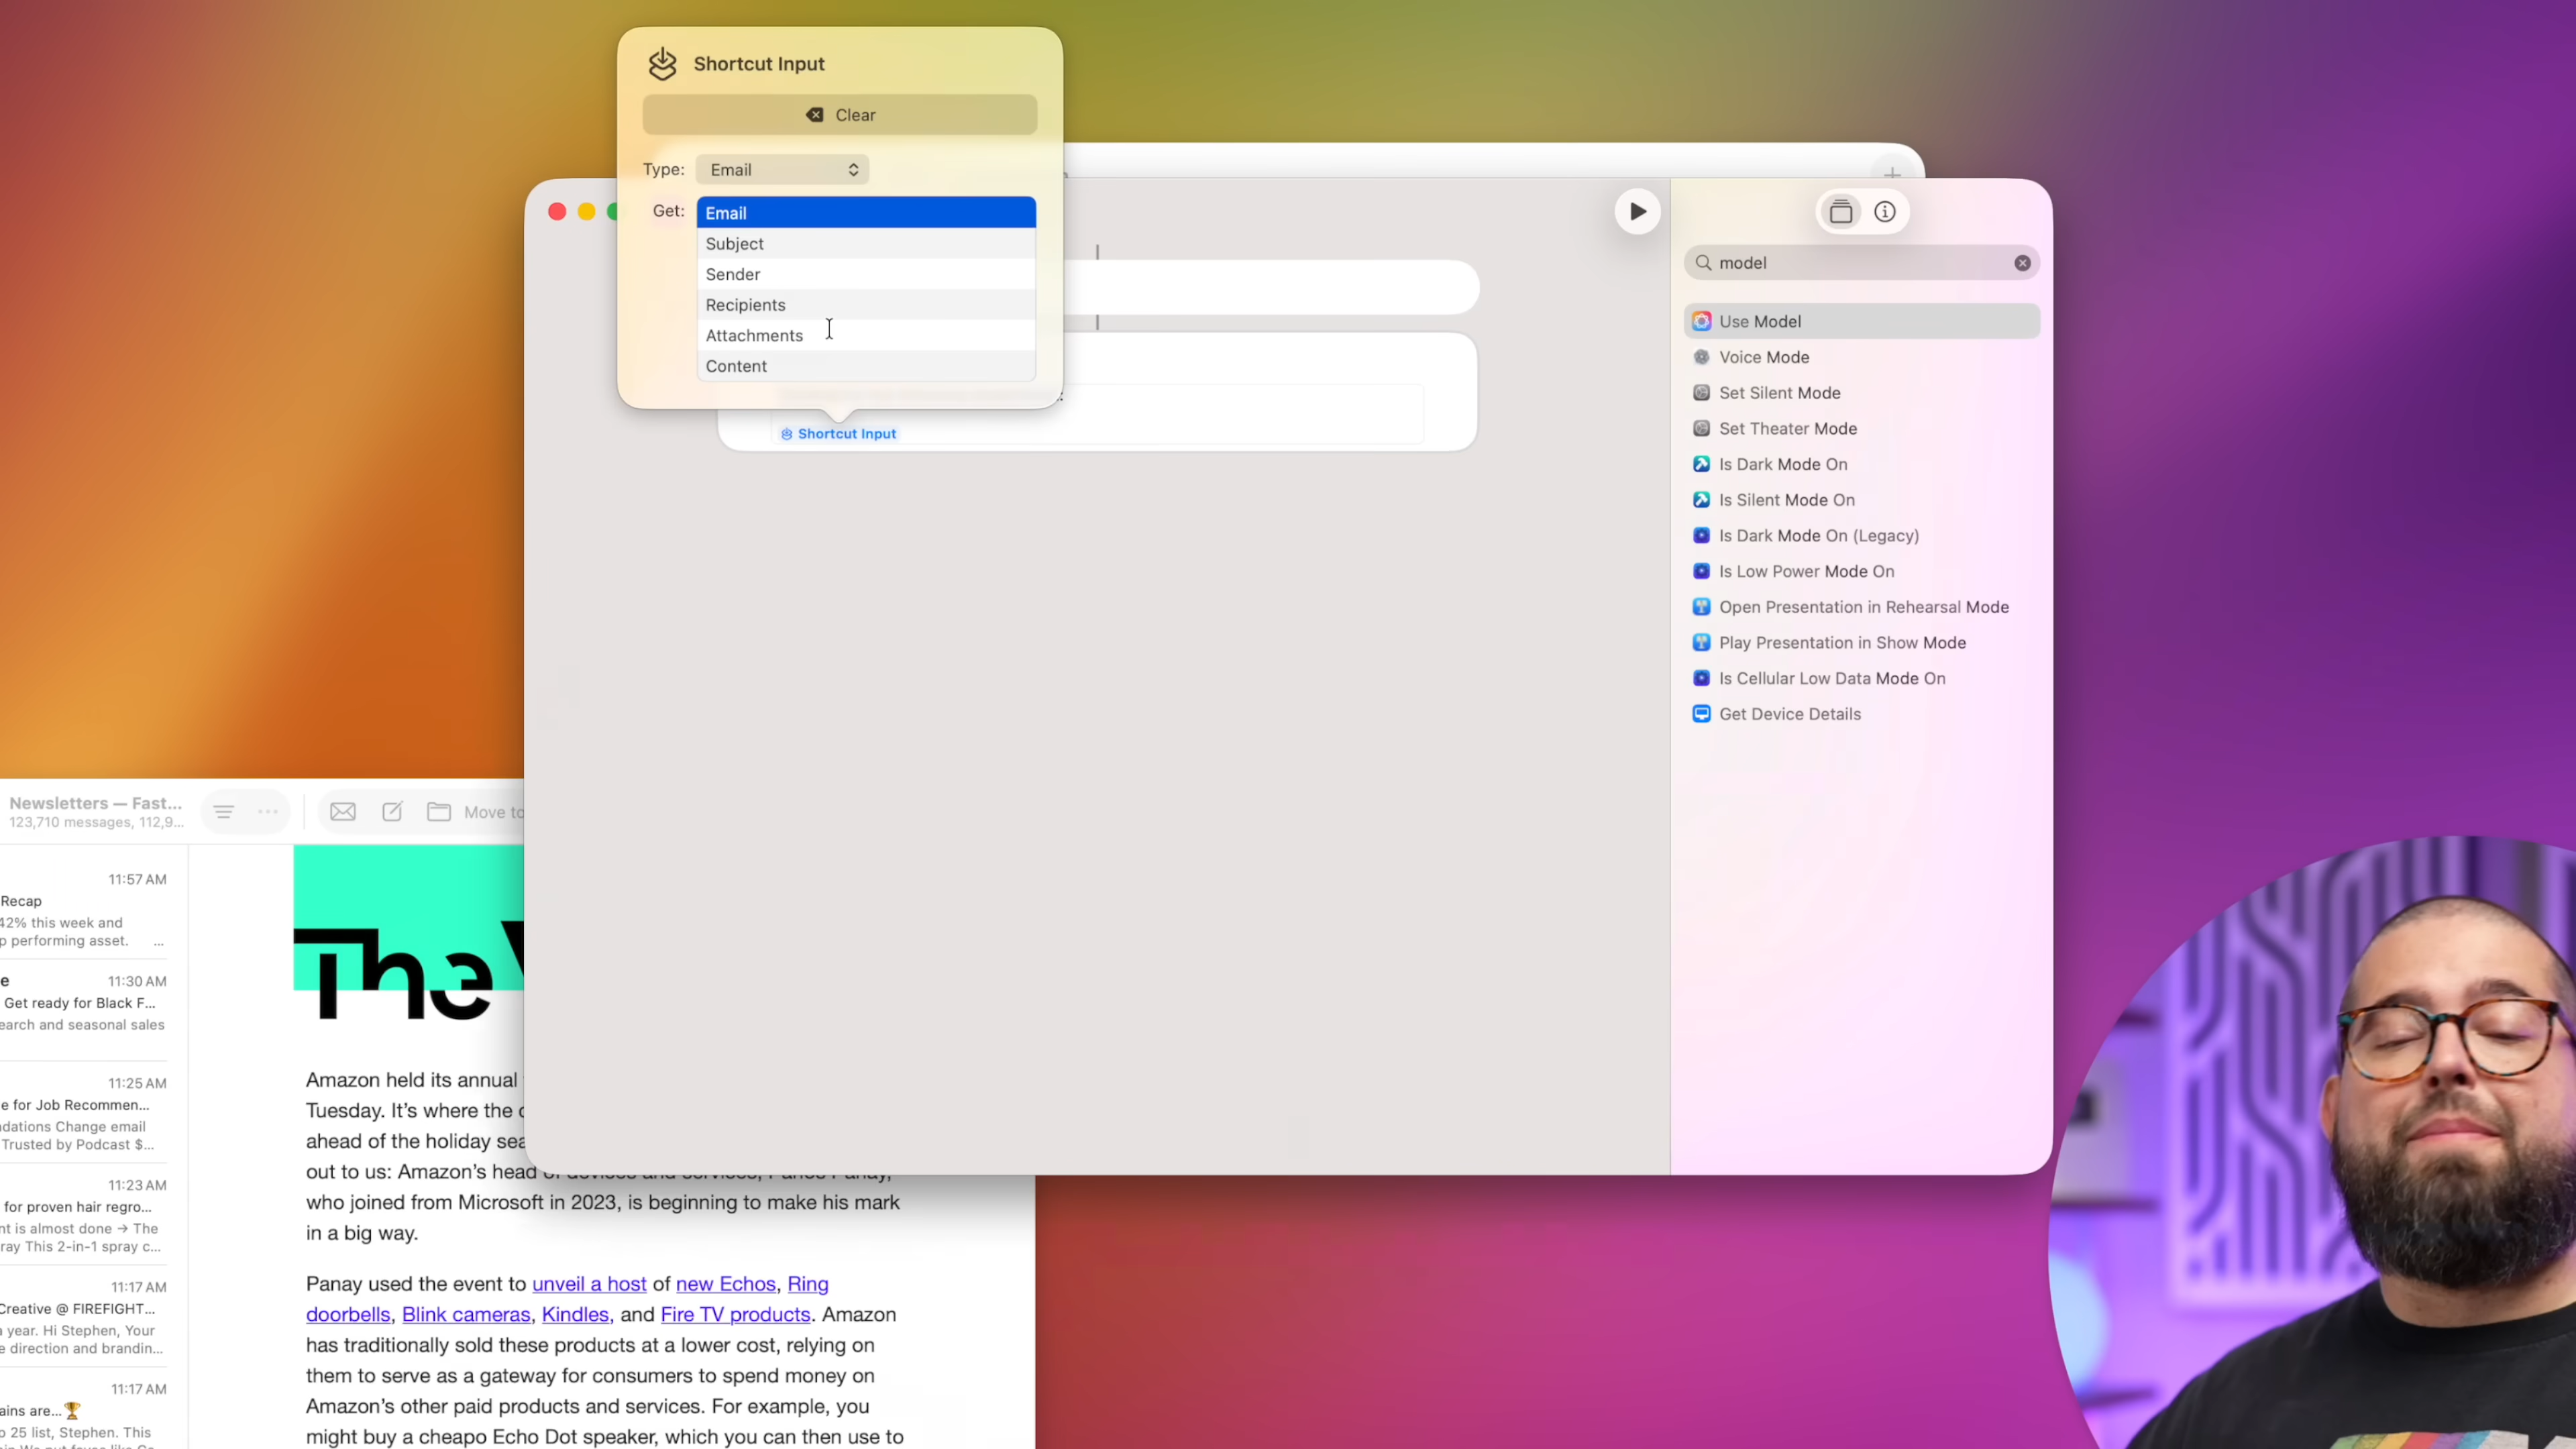 Shortcut Input
Clear
Type: Email
Get: Email
Subject
Sender
Recipients
Attachments
Content
Shortcut Input
model
Use Model
Voice Mode
Set Silent Mode
Set Theater Mode
Is Dark Mode On
Is Silent Mode On
Is Dark Mode On (Legacy)
Is Low Power Mode On
Open Presentation in Rehearsal Mode
Play Presentation in Show Mode
Is Cellular Low Data Mode On
Get Device Details
Newsletters — Fast...
123,710 messages, 112,9...
Move to
11:57 AM
Recap
42% this week and
p performing asset. ...
e 11:30 AM
Get ready for Black F...
earch and seasonal sales
11:25 AM
e for Job Recommen...
dations Change email
Trusted by Podcast $...
11:23 AM
for proven hair regro...
nt is almost done → The
ray This 2-in-1 spray c...
11:17 AM
Creative @ FIREFIGHT...
a year. Hi Stephen, Your
e direction and brandin...
11:17 AM
ains are...🏆
o 25 list, Stephen. This
The V
Amazon held its annual
Tuesday. It's where the
ahead of the holiday sea
out to us: Amazon's head of devices and services, Panos Panay,
who joined from Microsoft in 2023, is beginning to make his mark
in a big way.
Panay used the event to unveil a host of new Echos, Ring
doorbells, Blink cameras, Kindles, and Fire TV products. Amazon
has traditionally sold these products at a lower cost, relying on
them to serve as a gateway for consumers to spend money on
Amazon's other paid products and services. For example, you
might buy a cheapo Echo Dot speaker, which you can then use to